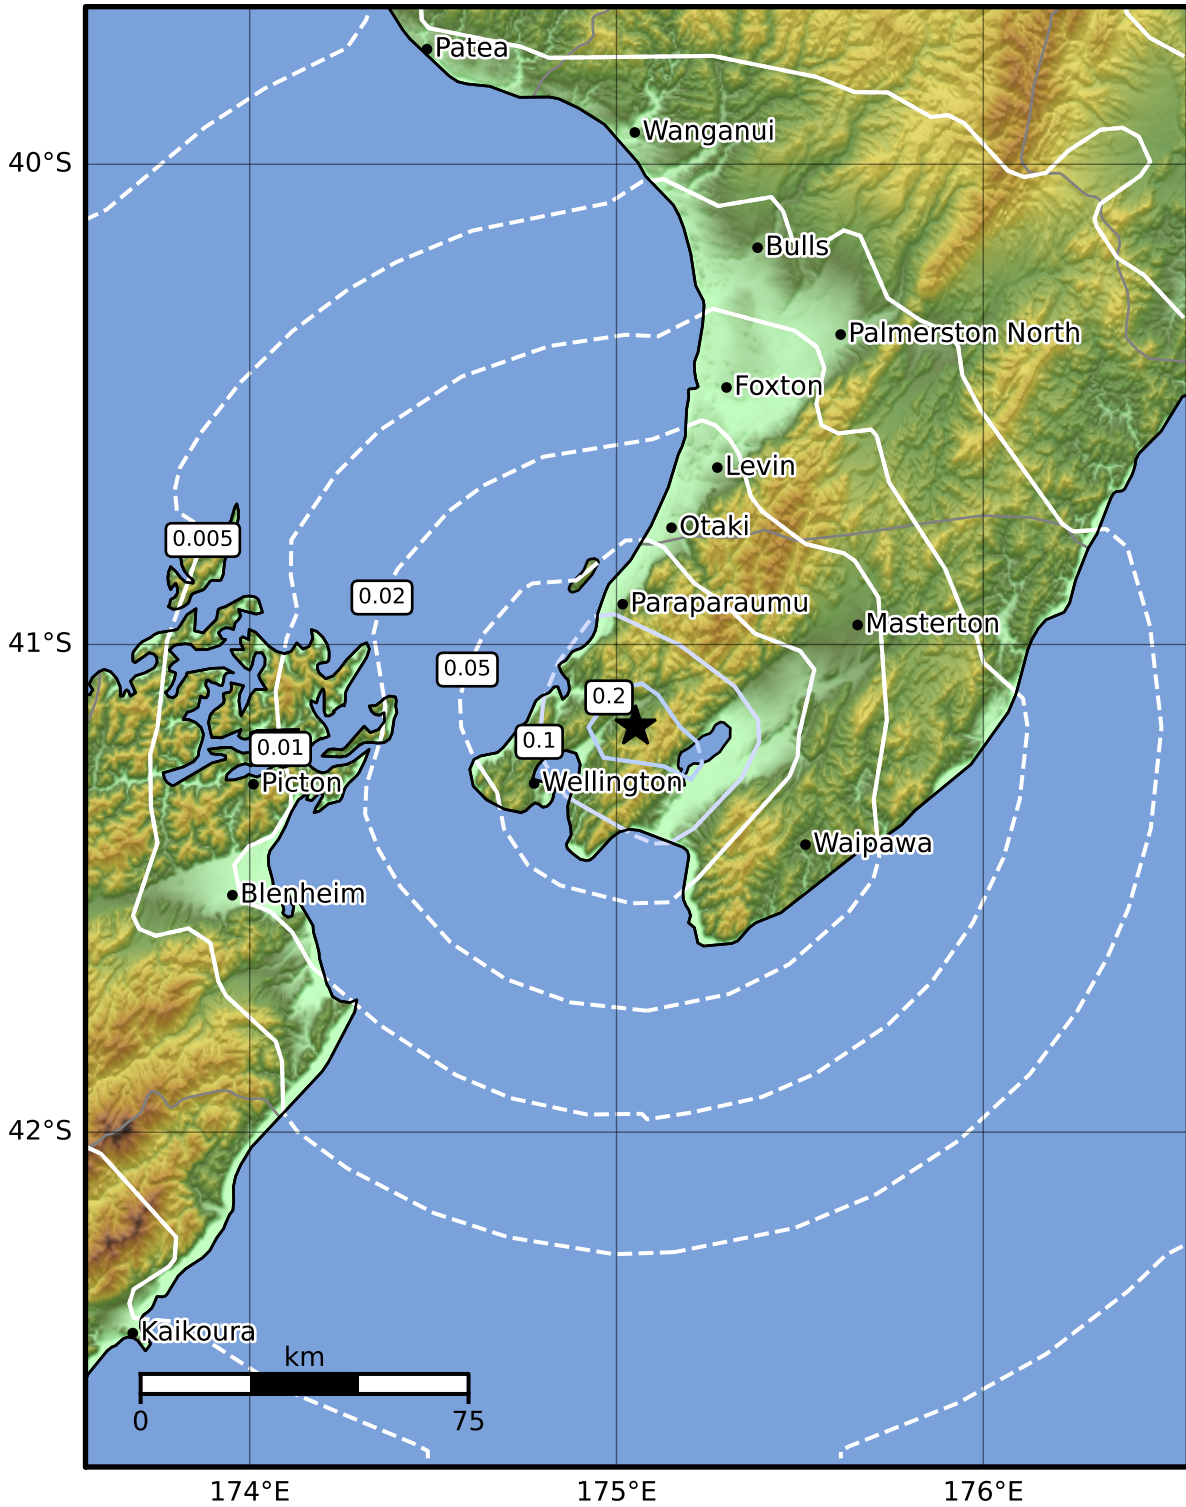 Patea
Wanganui
40°S
Bulls
Palmerston North
Foxton
Levin
Otaki
0.005
0.02
Paraparaumu
Masterton
41°S
0.05
0.2
0.1
0.01
Picton
Wellington
Waipawa
Blenheim
42°S
Kaikoura
km
0
75
174°E
175°E
176°E